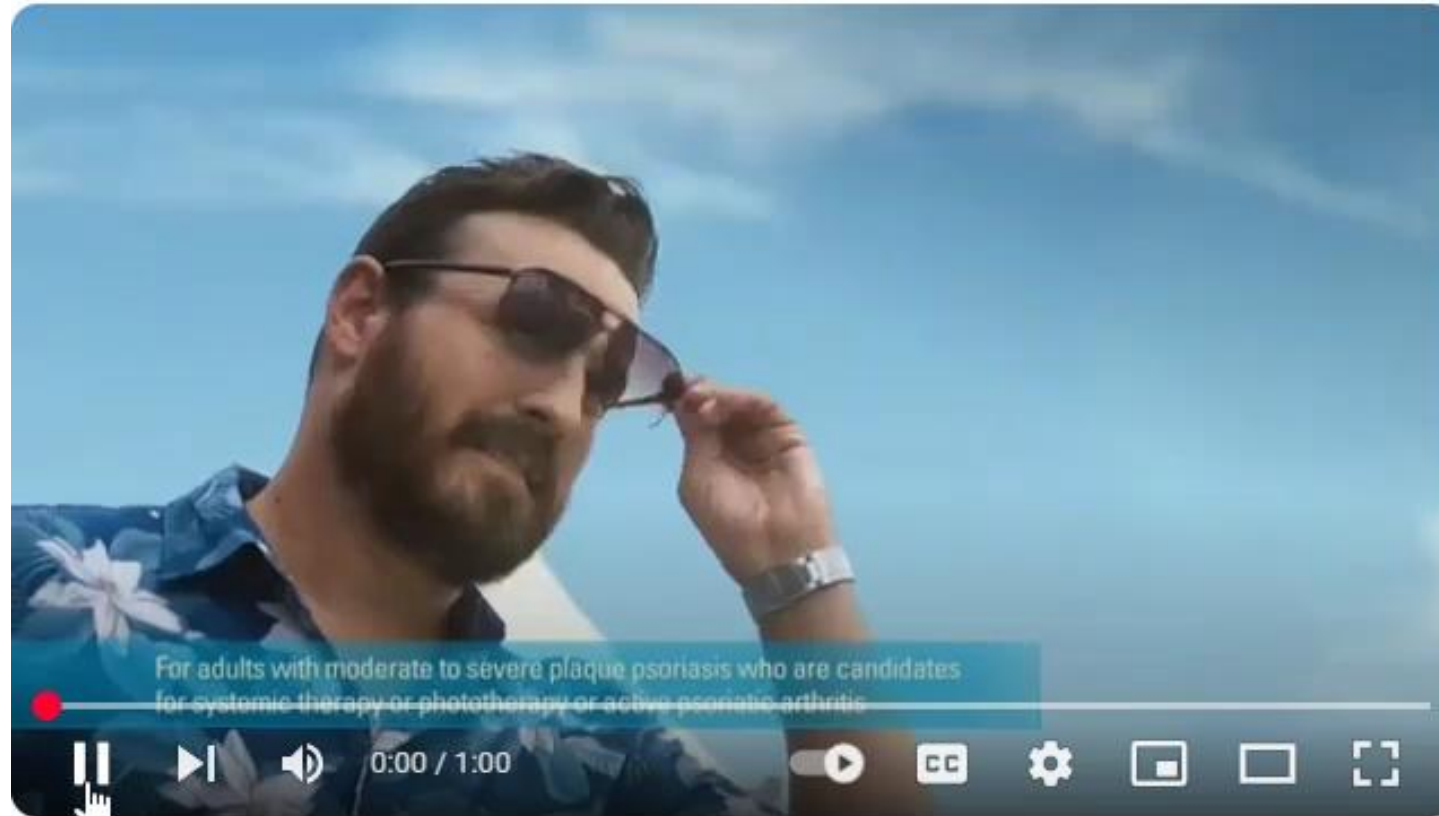 For adults with moderate to severe plaque psoriasis who are candidates
for systemic therapy or phototherapy or active psoriatic arthritis
0:00 / 1:00
CC